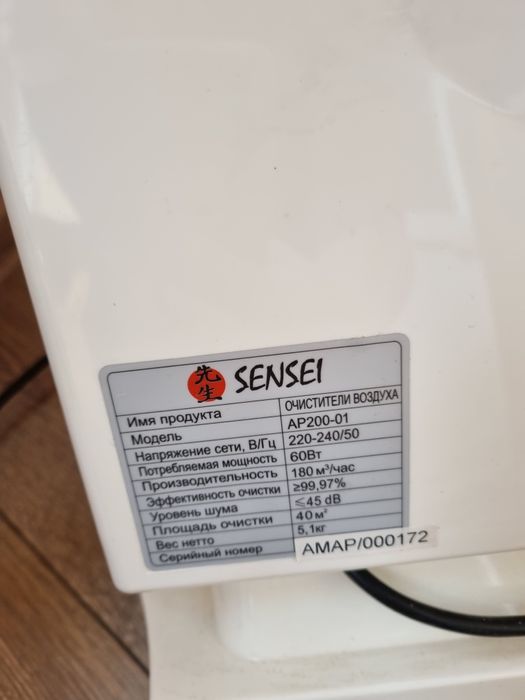 先生 SENSEI
Имя продукта ОЧИСТИТЕЛИ ВОЗДУХА
Модель AP200-01
Напряжение сети, В/Гц 220-240/50
Потребляемая мощность 60Вт
Производительность 180 м³/час
Эффективность очистки ≥99,97%
Уровень шума ≤45 dB
Площадь очистки 40 м²
Вес нетто 5,1кг
Серийный номер AMAP/000172